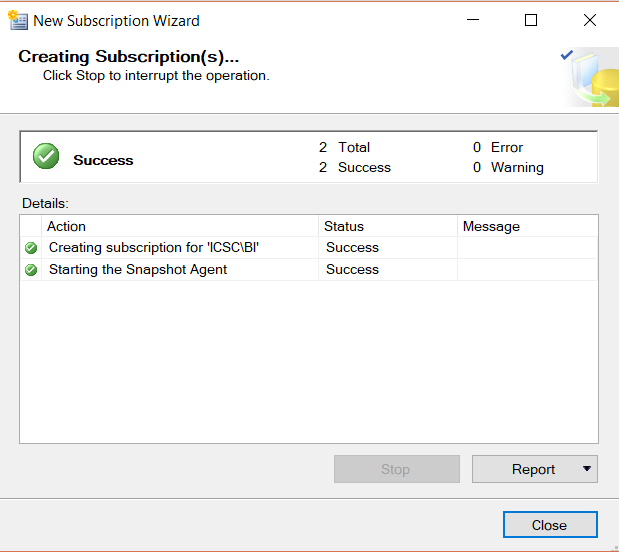 New Subscription Wizard
Creating Subscription(s)...
Click Stop to interrupt the operation.
Success
2 Total 0 Error
2 Success 0 Warning
Details:
Action Status Message
Creating subscription for 'ICSC\BI' Success
Starting the Snapshot Agent Success
Stop Report
Close